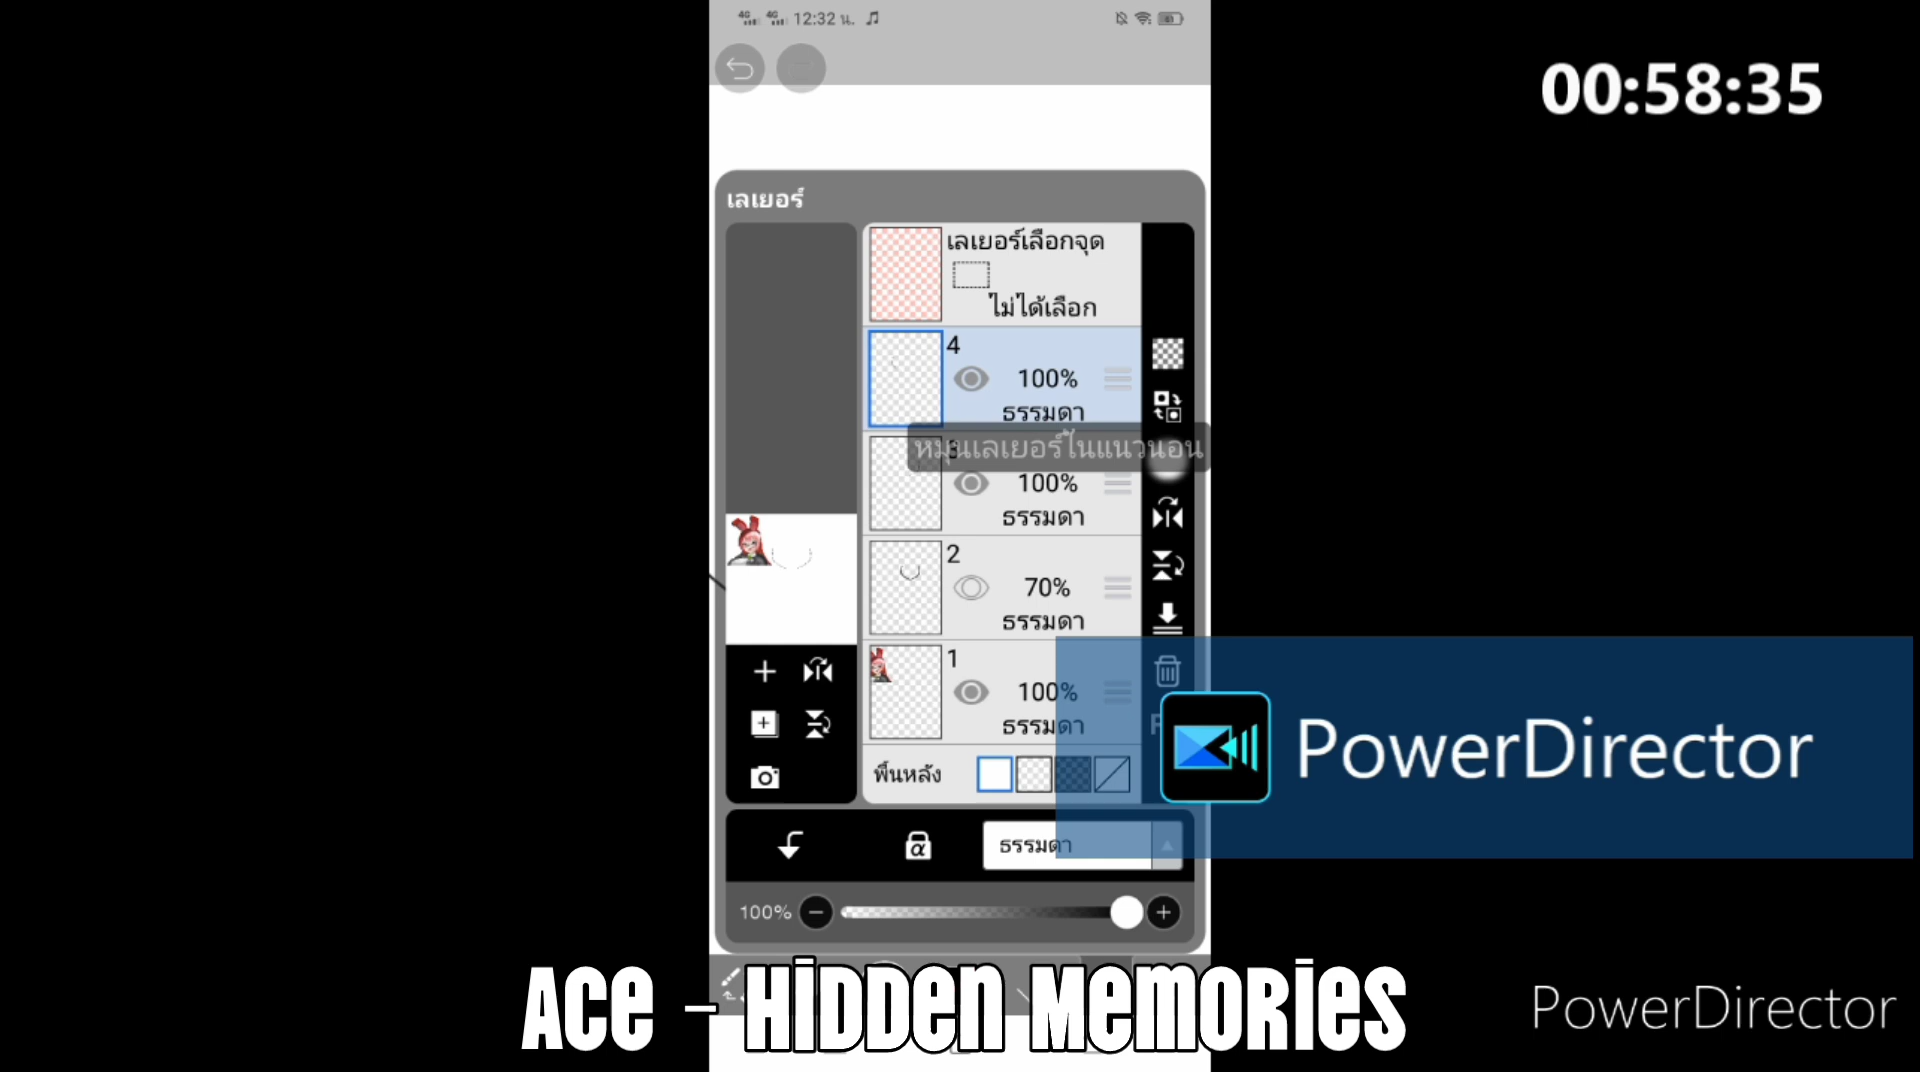 4G 4G 12:32 น.
00:58:35
เลเยอร์
เลเยอร์เลือกจุด
ไม่ได้เลือก
4
100%
ธรรมดา
หมุนเลเยอร์ในแนวนอน
3
100%
ธรรมดา
2
70%
ธรรมดา
1
100%
ธรรมดา
พื้นหลัง
PowerDirector
α
ธรรมดา
100%
Ace - Hidden Memories
PowerDirector